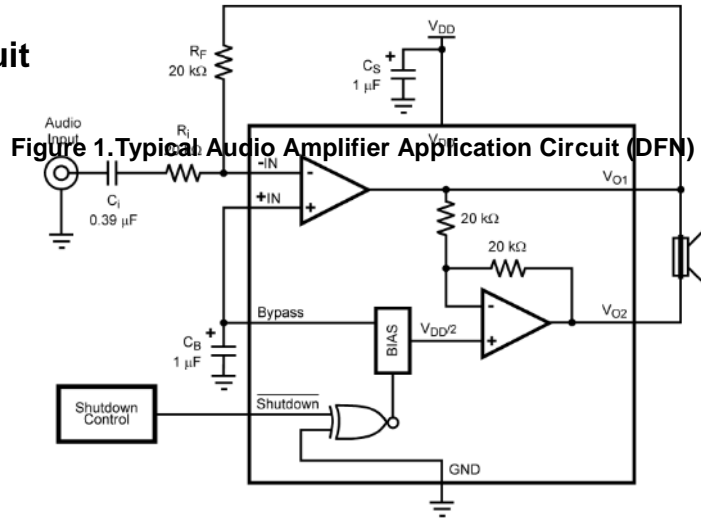 uit
VDD
RF
20 kΩ
CS
1 µF
+
Audio
Input
Ri
Figure 1. Typical Audio Amplifier Application Circuit (DFN)
-IN
-
VO1
+IN
+
Ci
0.39 µF
20 kΩ
20 kΩ
Bypass
+
CB
1 µF
BIAS
VDD/2
-
+
VO2
Shutdown
Shutdown
Control
GND